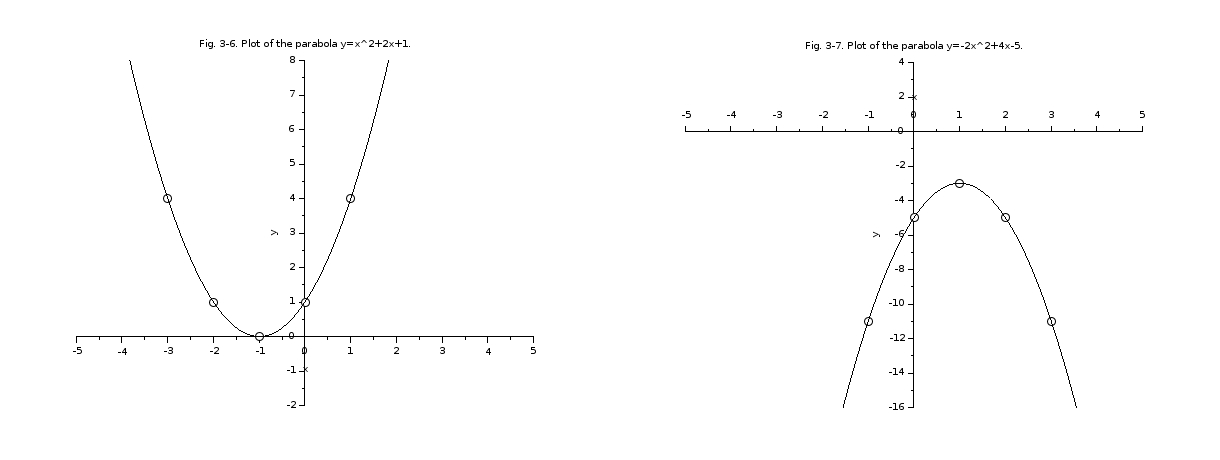 Fig. 3-6. Plot of the parabola y=x^2+2x+1.
8
7
6
5
4
y 3
2
1
0
-5 -4 -3 -2 -1 0 1 2 3 4 5
-1 x
-2
Fig. 3-7. Plot of the parabola y=-2x^2+4x-5.
4
2 x
-5 -4 -3 -2 -1 0 1 2 3 4 5
0
-2
-4
y -6
-8
-10
-12
-14
-16